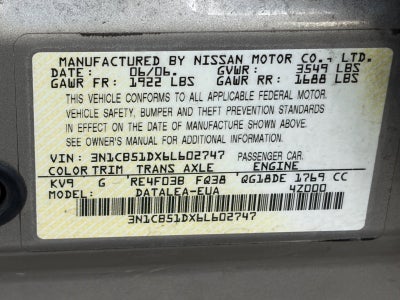 MANUFACTURED BY NISSAN MOTOR CO., LTD.
DATE: 06/06. GVWR: 3549 LBS
GAWR FR: 1922 LBS GAWR RR: 1688 LBS
THIS VEHICLE CONFORMS TO ALL APPLICABLE FEDERAL MOTOR
VEHICLE SAFETY, BUMPER AND THEFT PREVENTION STANDARDS
IN EFFECT ON THE DATE OF MANUFACTURE SHOWN ABOVE.
SEE OWNER'S MANUAL FOR ADDITIONAL INFORMATION.
VIN: 3N1CB51DX6L602747 PASSENGER CAR.
COLOR TRIM TRANS AXLE ENGINE
KV9 G RE4F03B FQ38 QG18DE 1769 CC
MODEL: DATALEA-EUA 4Z000
3N1CB51DX6L602747